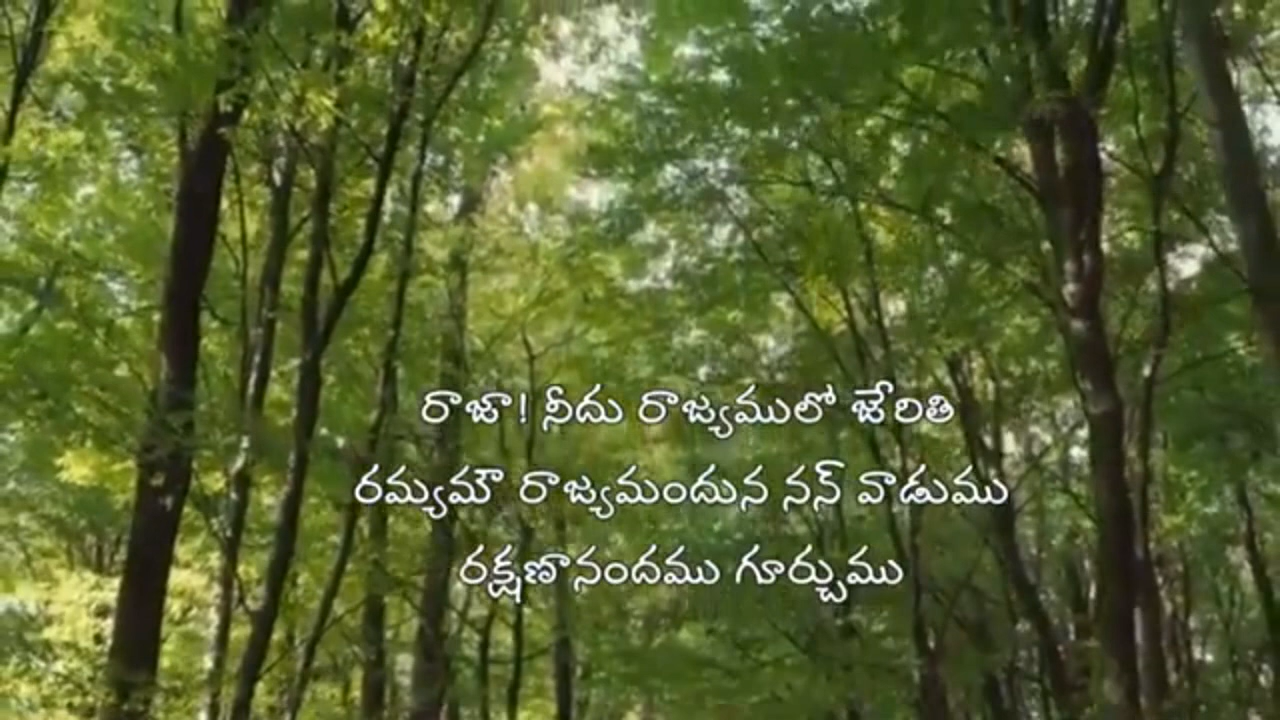 రాజా! నీదు రాజ్యములో జేరితి
రమ్యమౌ రాజ్యమందున నన్ వాడుము
రక్షణానందము గూర్చుము